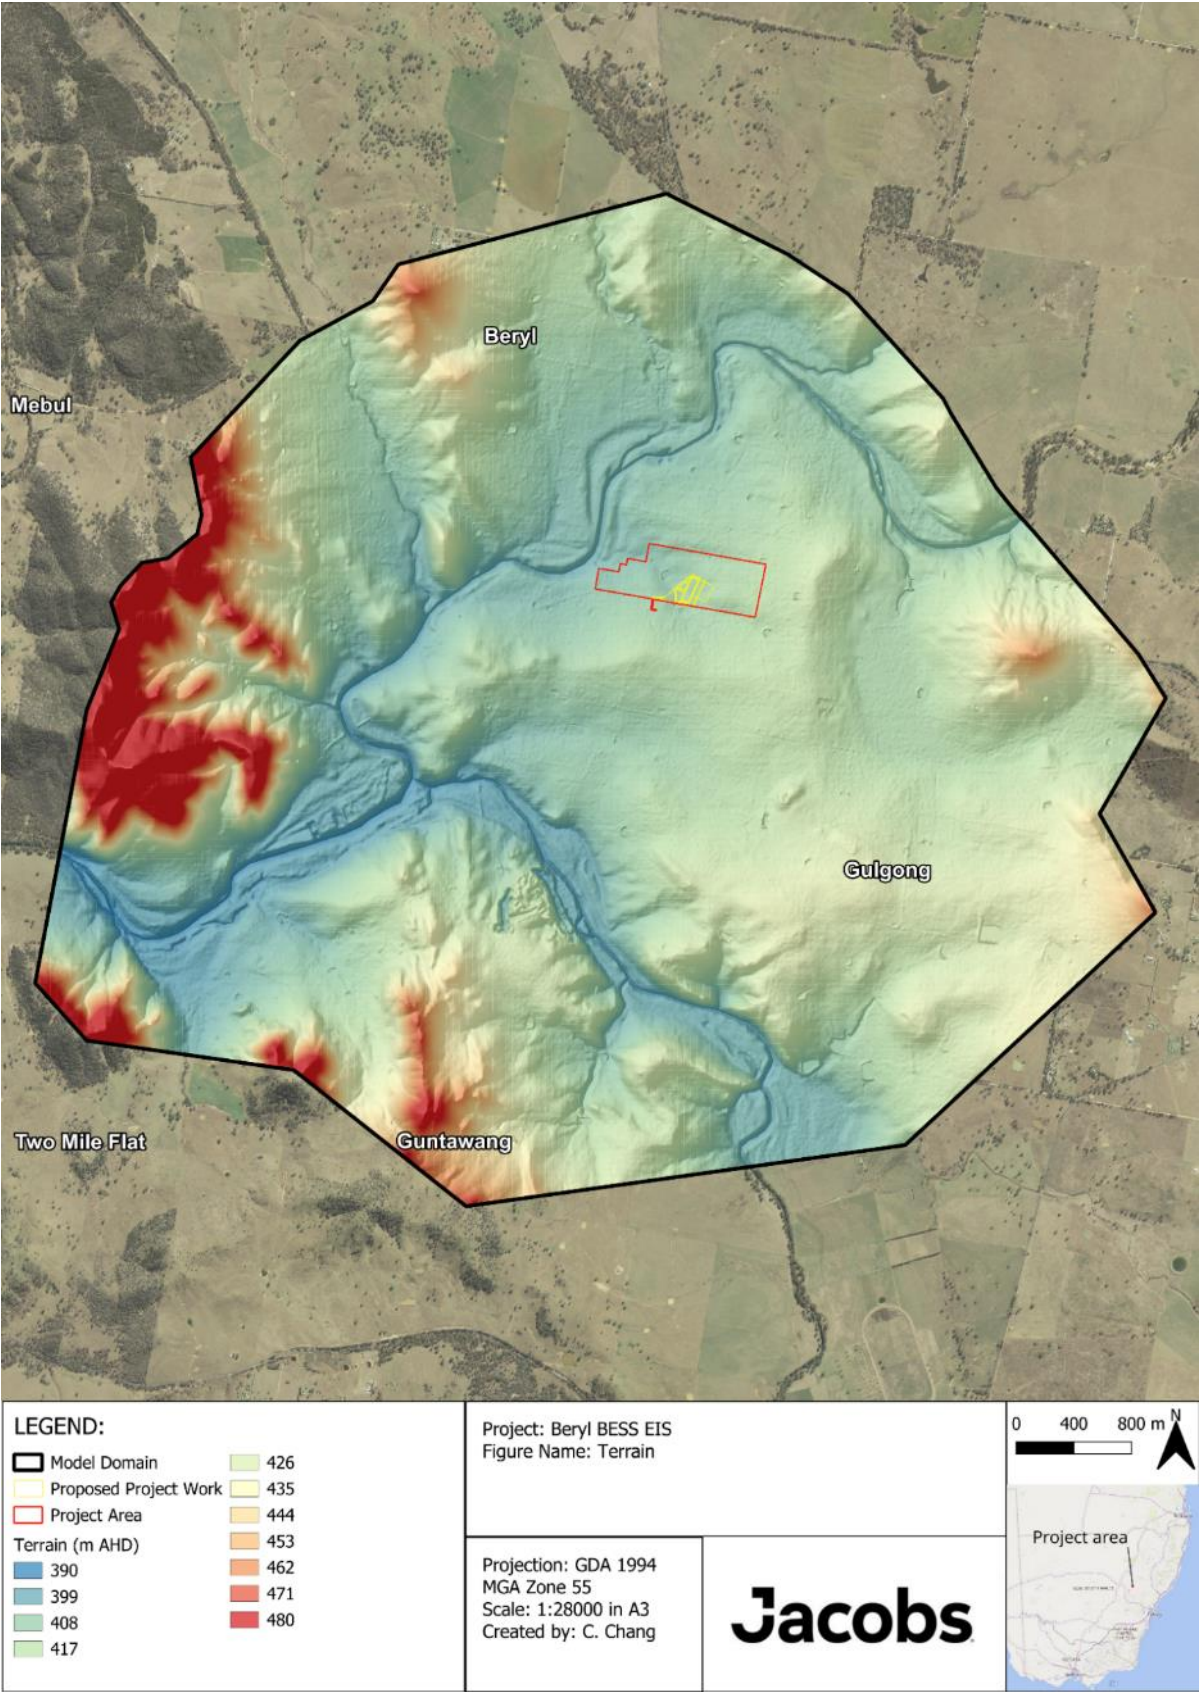 Beryl
Mebul
Gulgong
Two Mile Flat
Guntawang
LEGEND:
Model Domain
Proposed Project Work
Project Area
Terrain (m AHD)
390
399
408
417
426
435
444
453
462
471
480
Project: Beryl BESS EIS
Figure Name: Terrain
Projection: GDA 1994
MGA Zone 55
Scale: 1:28000 in A3
Created by: C. Chang
Jacobs
0 400 800 m
N
Project area